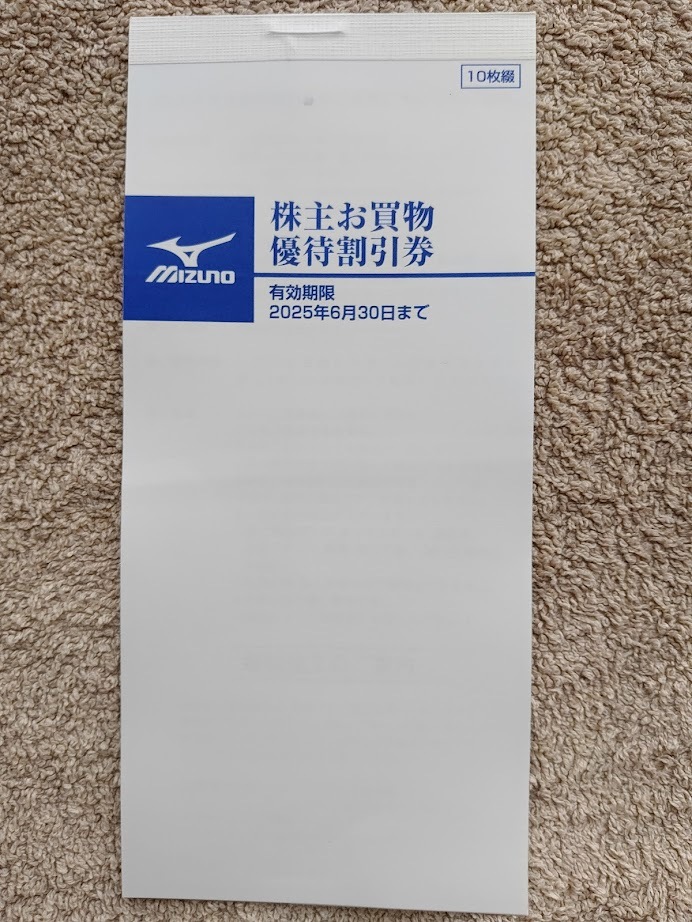 10枚綴
株主お買物
優待割引券
MIZUNO
有効期限
2025年6月30日まで